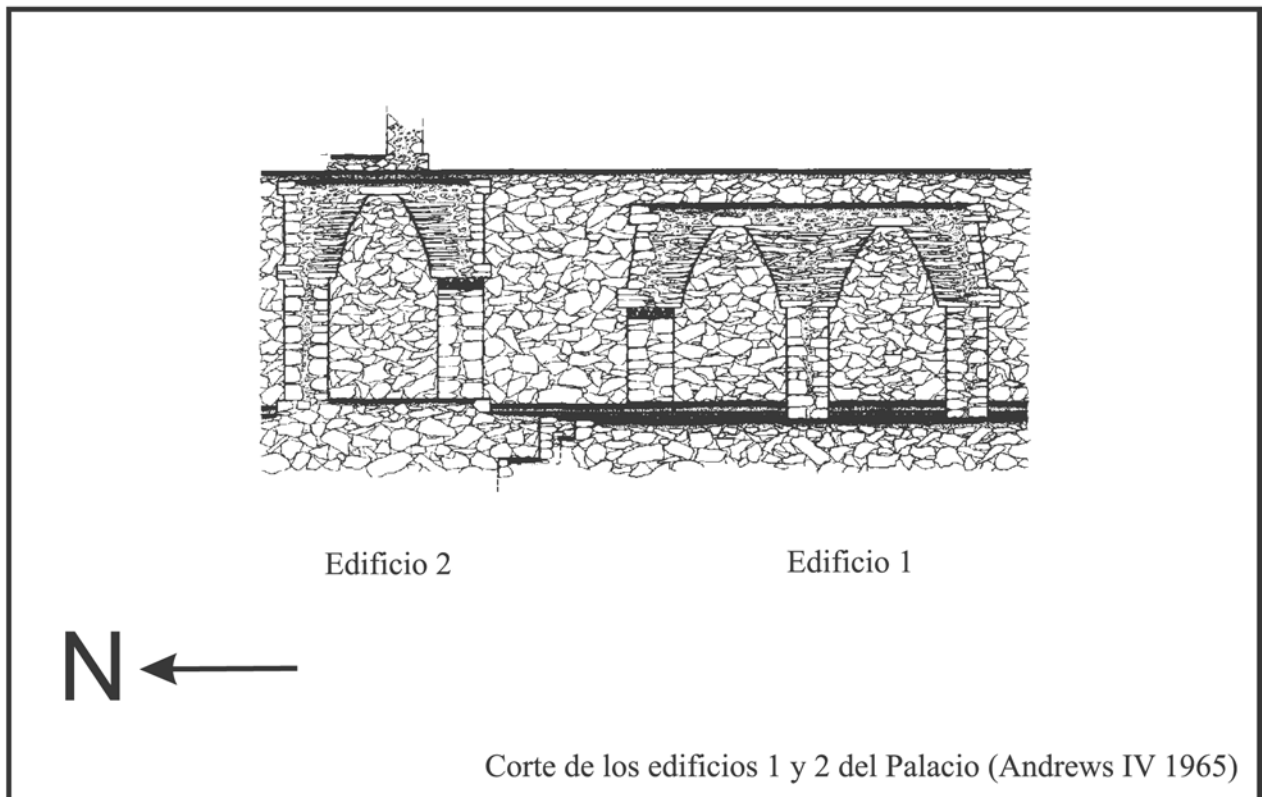 Edificio 2
Edificio 1
N
Corte de los edificios 1 y 2 del Palacio (Andrews IV 1965)